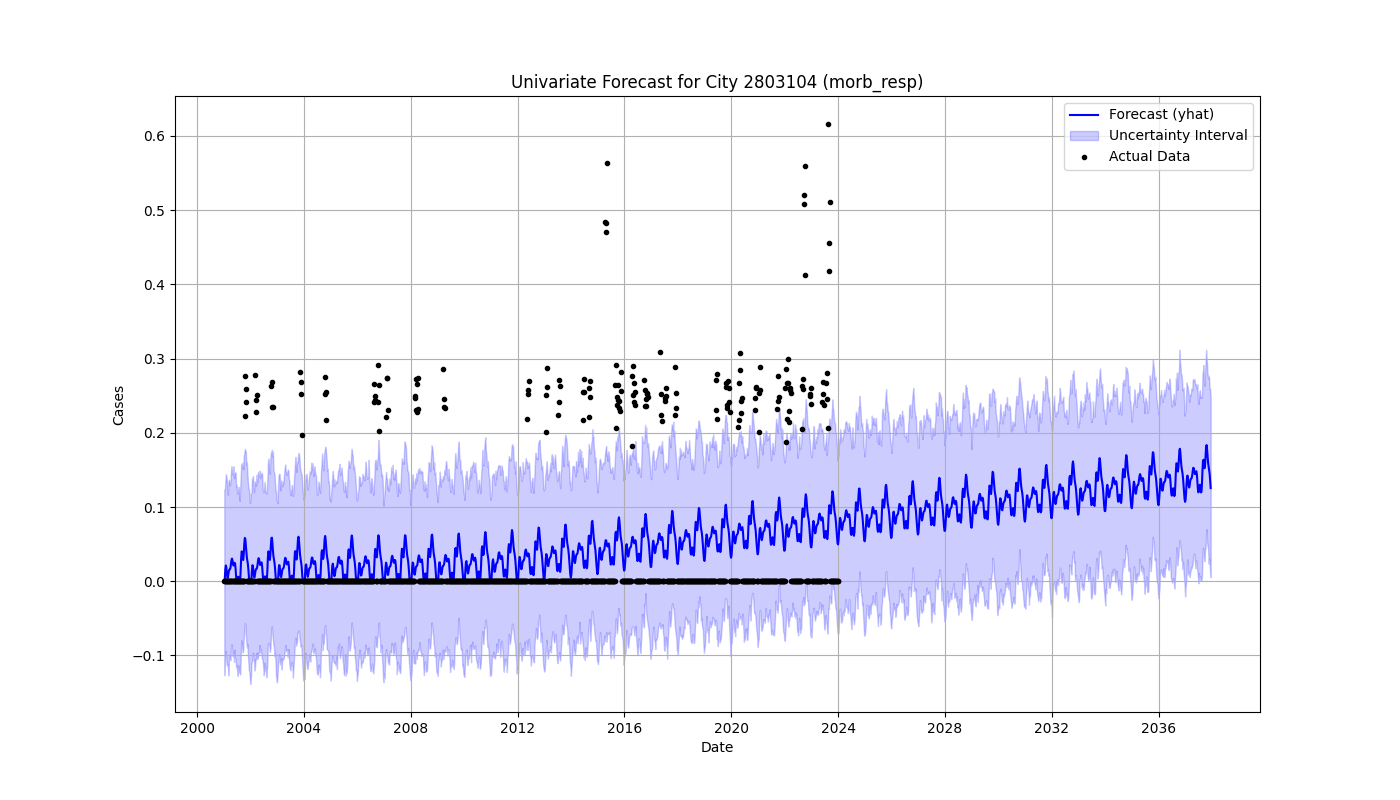 Univariate Forecast for City 2803104 (morb_resp)
Forecast (yhat)
Uncertainty Interval
Actual Data
Cases
0.6
0.5
0.4
0.3
0.2
0.1
0.0
−0.1
2000 2004 2008 2012 2016 2020 2024 2028 2032 2036
Date